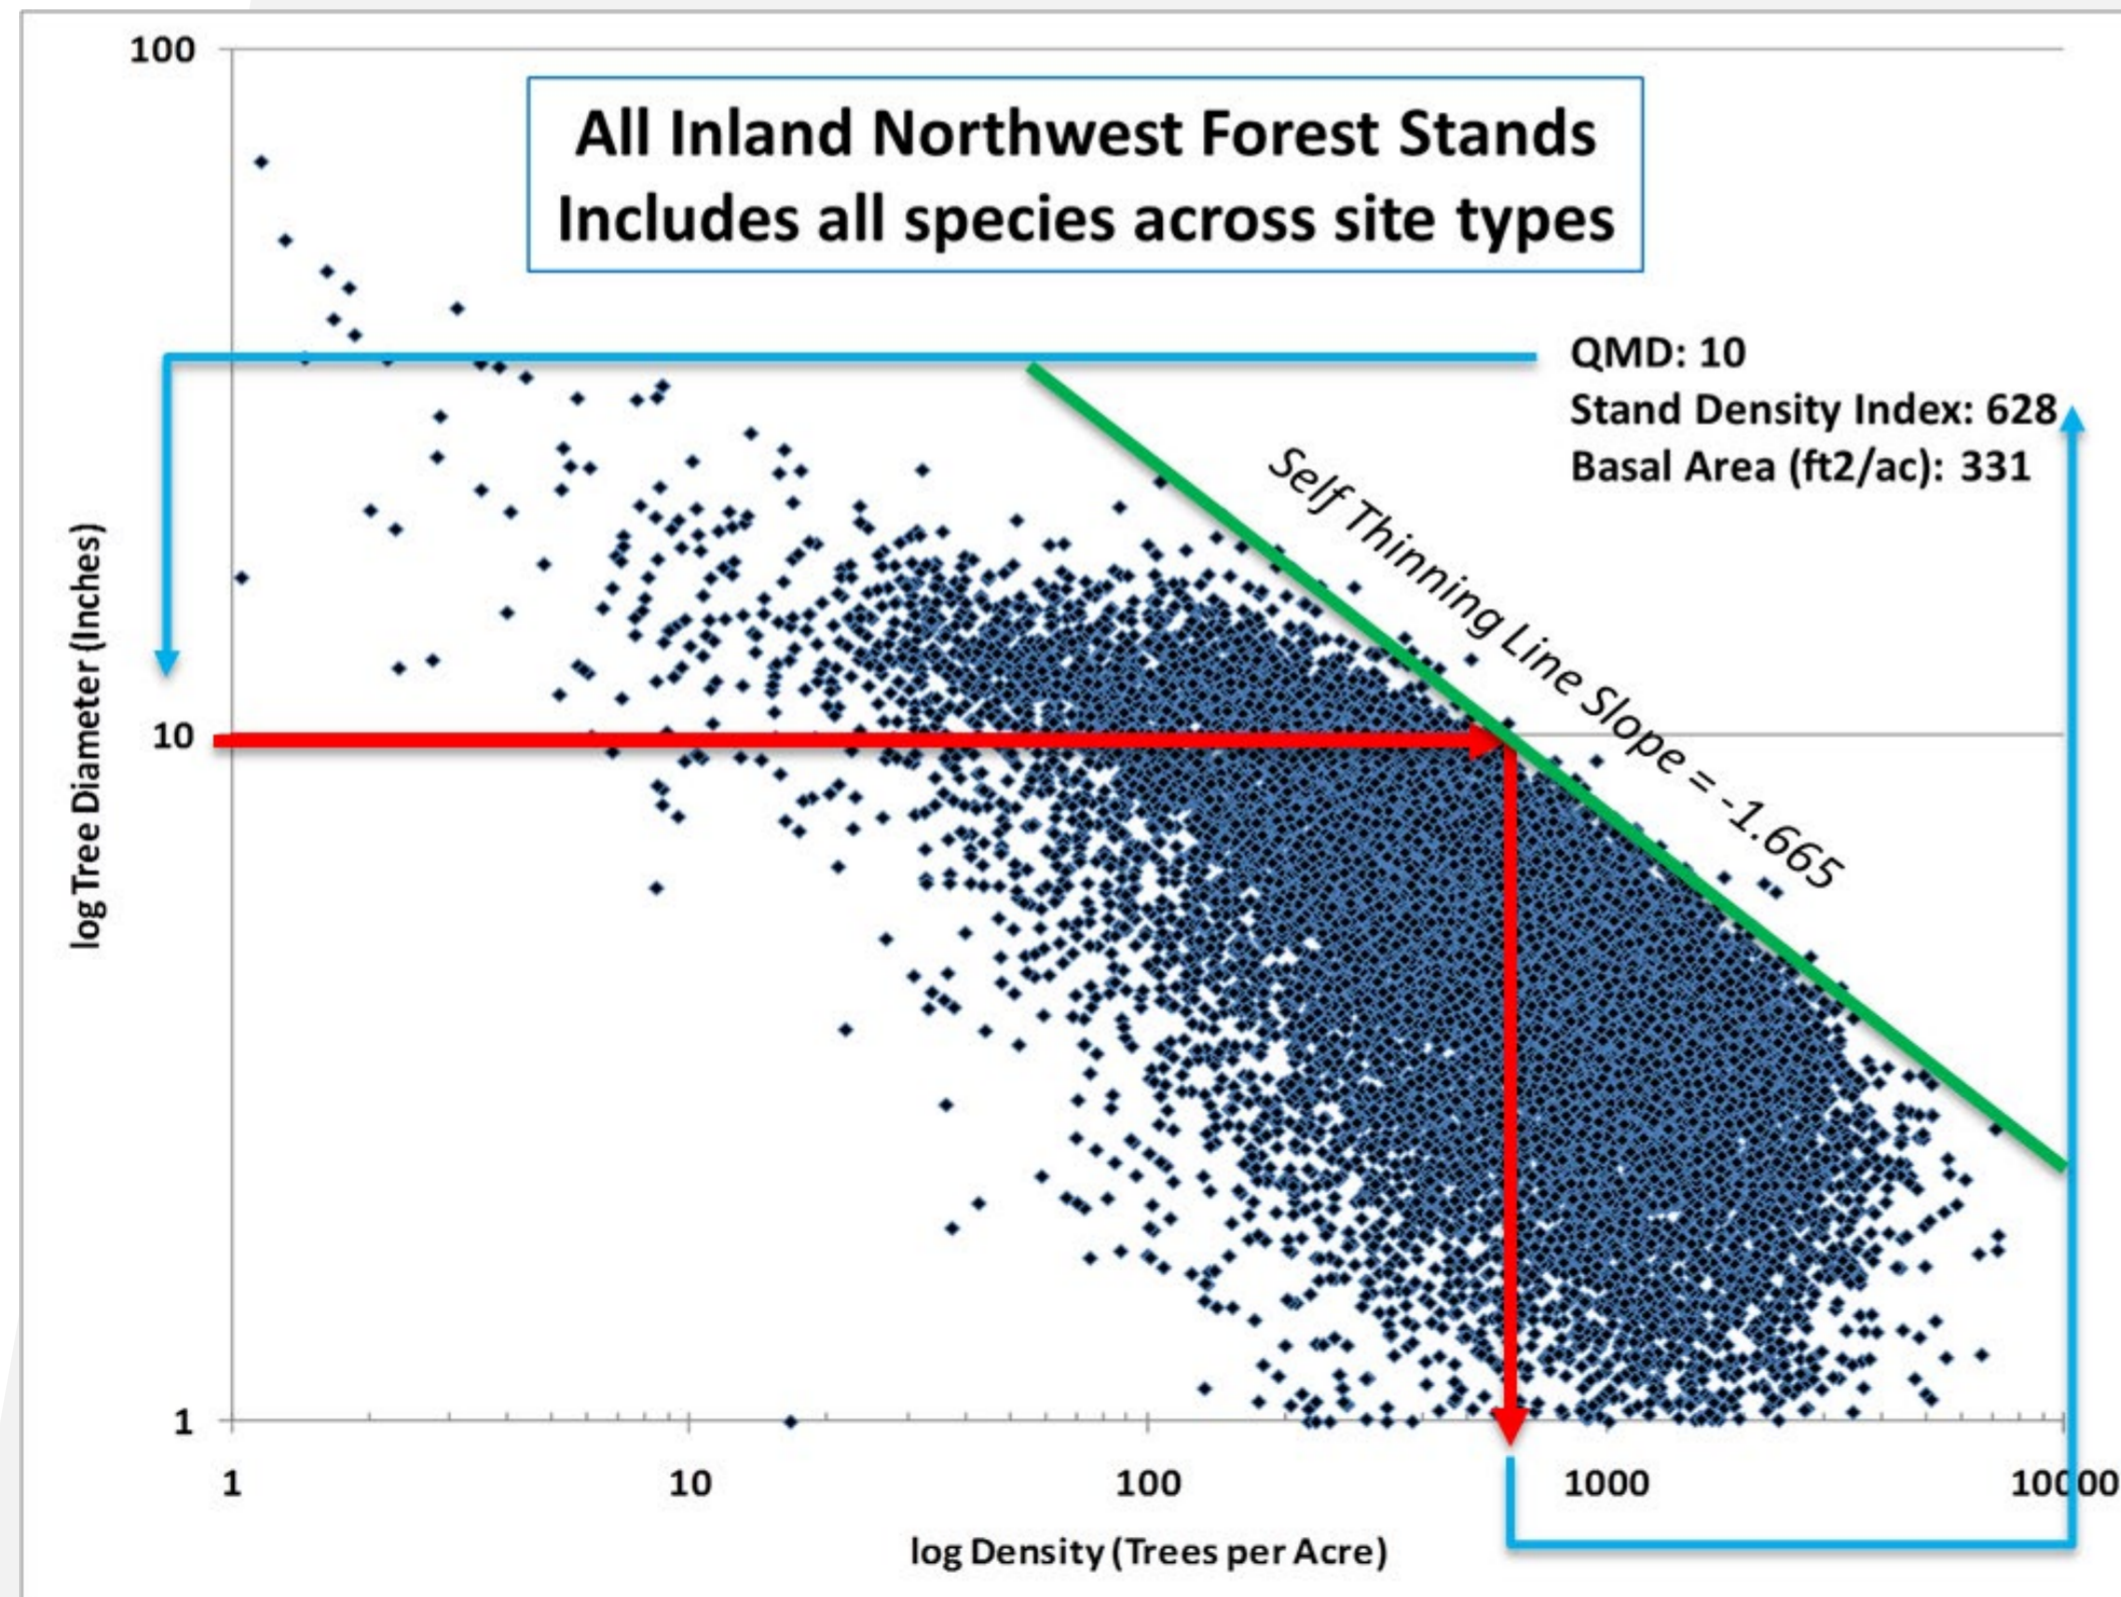 All Inland Northwest Forest Stands
Includes all species across site types
QMD: 10
Stand Density Index: 628
Basal Area (ft2/ac): 331
Self Thinning Line Slope = -1.665
log Tree Diameter (Inches)
100
10
1
1
10
100
1000
10000
log Density (Trees per Acre)